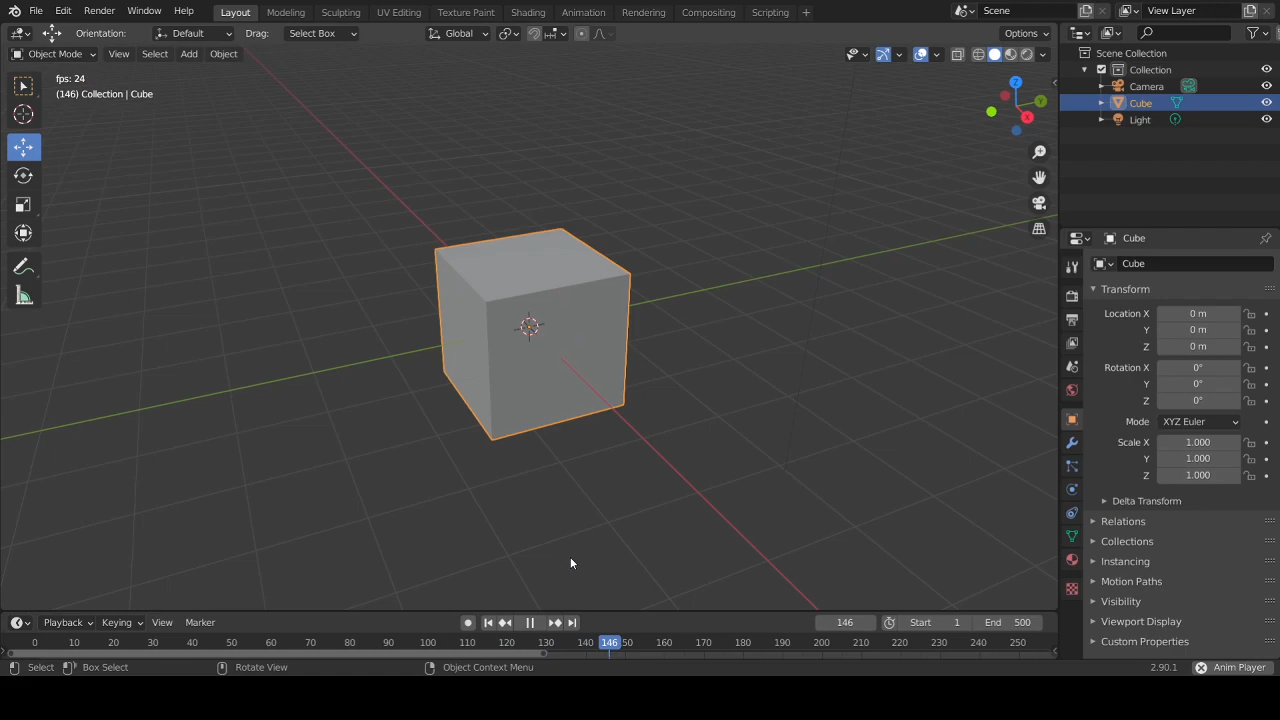 File Edit Render Window Help Layout Modeling Sculpting UV Editing Texture Paint Shading Animation Rendering Compositing Scripting + Scene View Layer
Orientation: Default Drag: Select Box Global Options
Object Mode View Select Add Object
fps: 24
(146) Collection | Cube
Z
Y
X
Scene Collection
Collection
Camera
Cube
Light
Cube
Cube
Transform
Location X 0 m
Y 0 m
Z 0 m
Rotation X 0°
Y 0°
Z 0°
Mode XYZ Euler
Scale X 1.000
Y 1.000
Z 1.000
Delta Transform
Relations
Collections
Instancing
Motion Paths
Visibility
Viewport Display
Custom Properties
Playback Keying View Marker 146 Start 1 End 500
0 10 20 30 40 50 60 70 80 90 100 110 120 130 140 146 50 160 170 180 190 200 210 220 230 240 250
Select Box Select Rotate View Object Context Menu 2.90.1 Anim Player